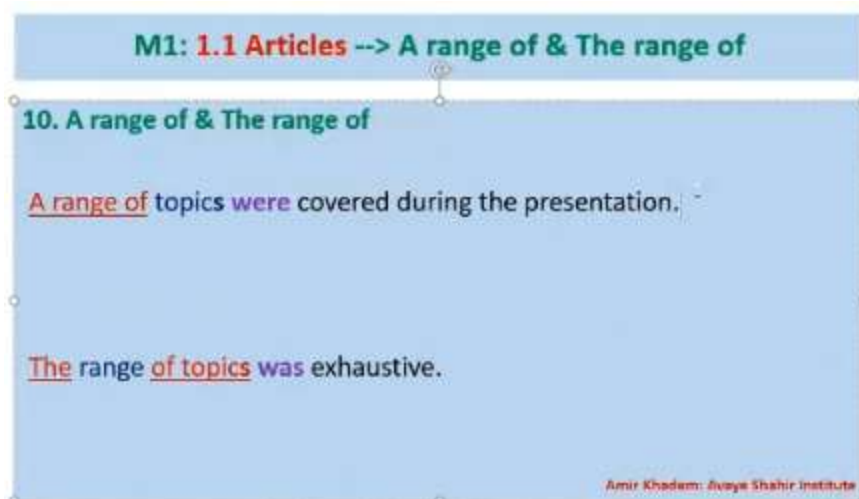 M1: 1.1 Articles --> A range of & The range of
10. A range of & The range of
A range of topics were covered during the presentation.
The range of topics was exhaustive.
Amir Khadem: Avaye Shahir Institute